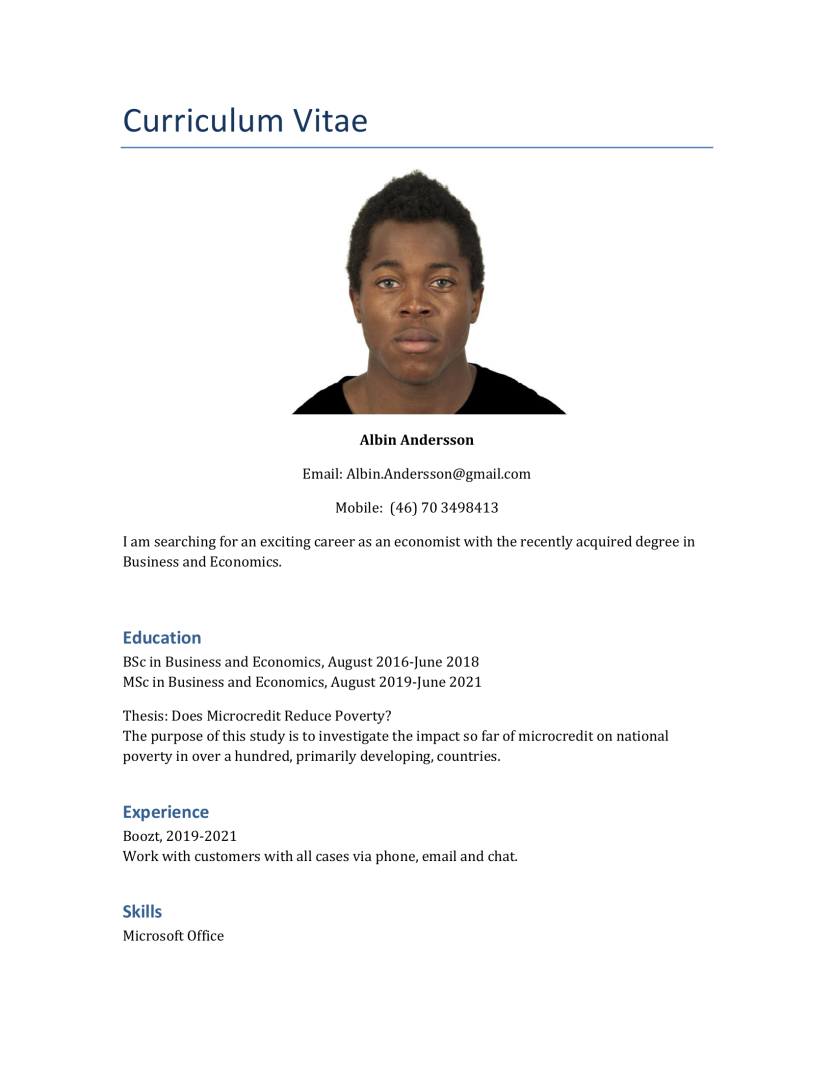 Curriculum Vitae
Albin Andersson
Email: Albin.Andersson@gmail.com
Mobile:  (46) 70 3498413
I am searching for an exciting career as an economist with the recently acquired degree in
Business and Economics.
Education
BSc in Business and Economics, August 2016-June 2018
MSc in Business and Economics, August 2019-June 2021
Thesis: Does Microcredit Reduce Poverty?
The purpose of this study is to investigate the impact so far of microcredit on national
poverty in over a hundred, primarily developing, countries.
Experience
Boozt, 2019-2021
Work with customers with all cases via phone, email and chat.
Skills
Microsoft Office